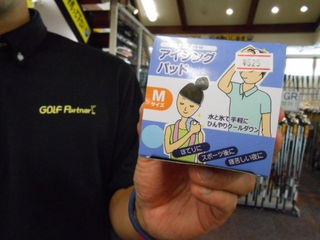 GOLF Partner
アイシング
パッド
¥525
M
サイズ
水と氷で手軽に
ひんやりクールダウン
ほてりに
スポーツ後に
寝苦しい夜に
GR